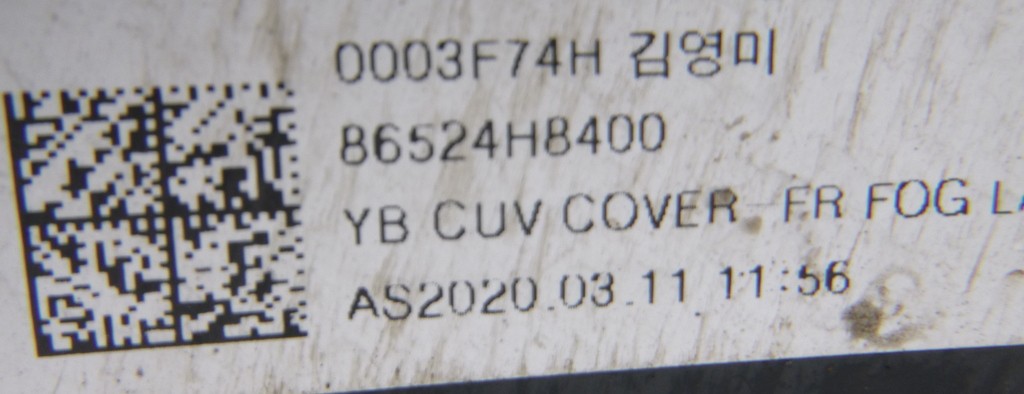 0003F74H 김영미
86524H8400
YB CUV COVER-FR FOG
AS2020.03.11 11:56